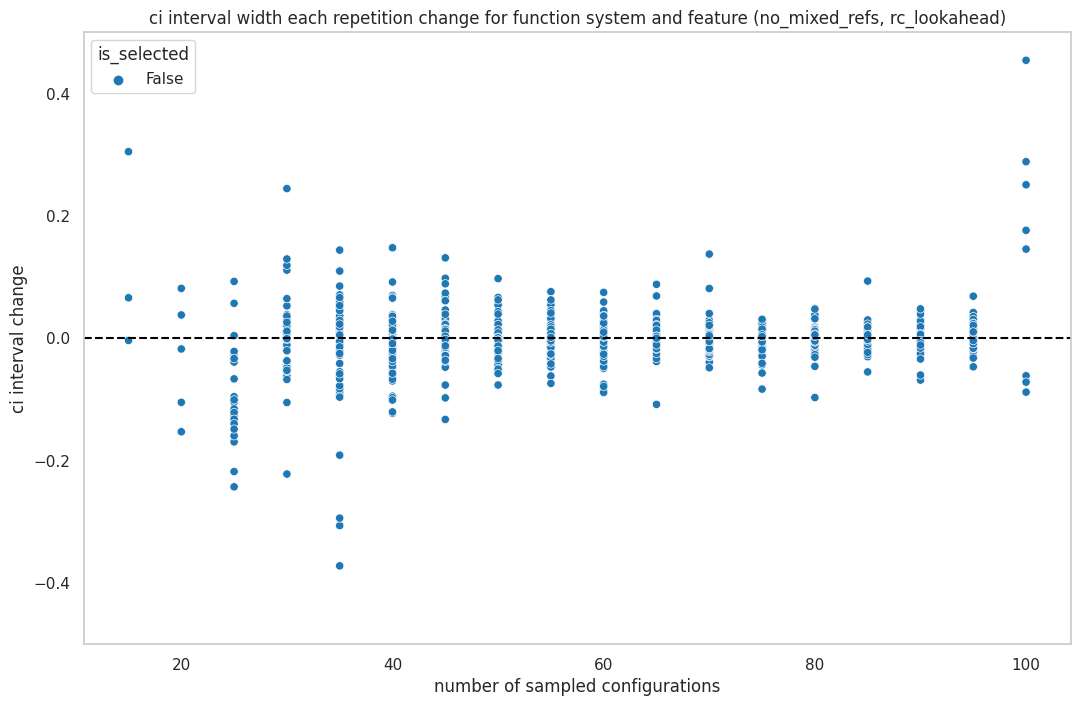 ci interval width each repetition change for function system and feature (no_mixed_refs, rc_lookahead)
is_selected
False
0.4
0.2
0.0
−0.2
−0.4
ci interval change
20
40
60
80
100
number of sampled configurations